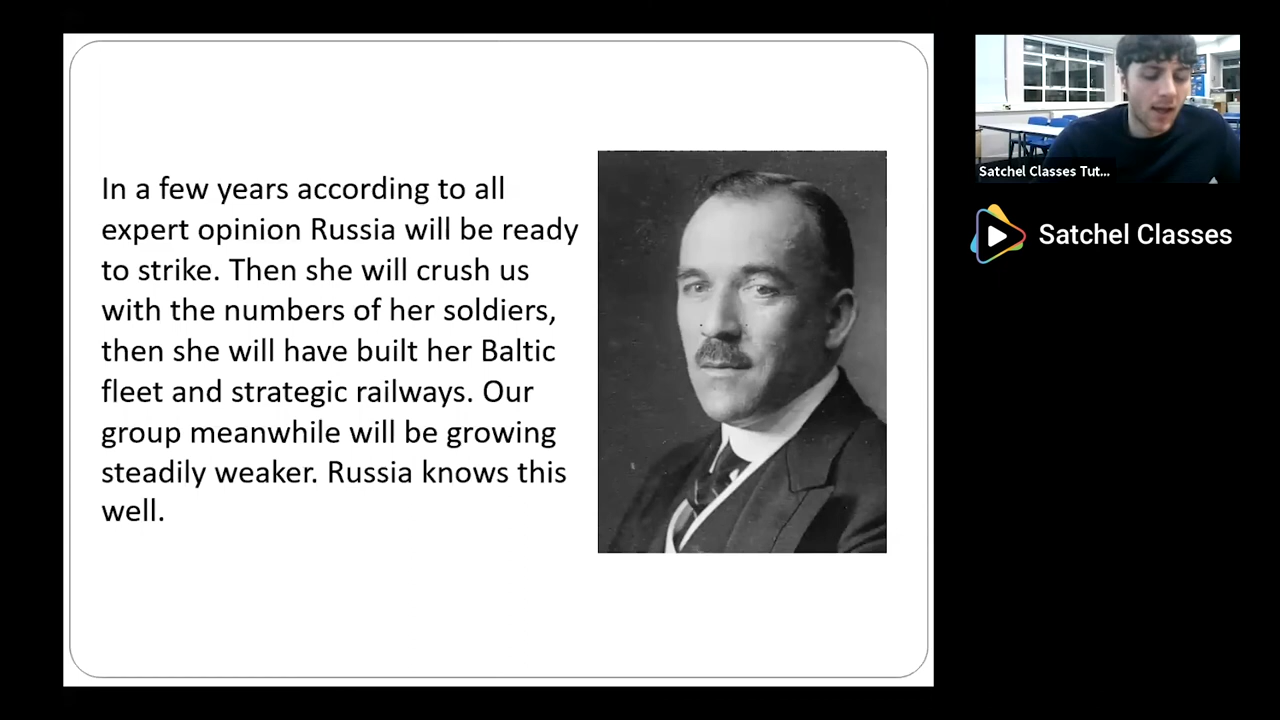 In a few years according to all
expert opinion Russia will be ready
to strike. Then she will crush us
with the numbers of her soldiers,
then she will have built her Baltic
fleet and strategic railways. Our
group meanwhile will be growing
steadily weaker. Russia knows this
well.
Satchel Classes Tut...
Satchel Classes